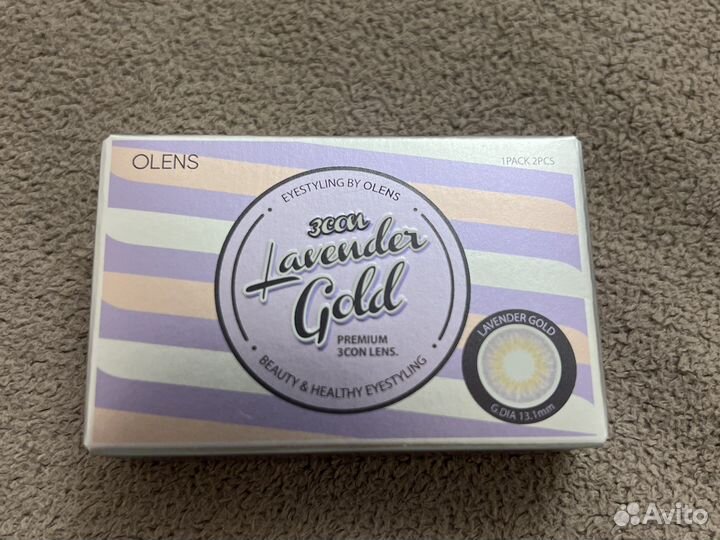 OLENS
1PACK 2PCS
EYESTYLING BY OLENS
3CON
Lavender
Gold
PREMIUM
3CON LENS.
BEAUTY & HEALTHY EYESTYLING
LAVENDER GOLD
G.DIA 13.1mm
Avito